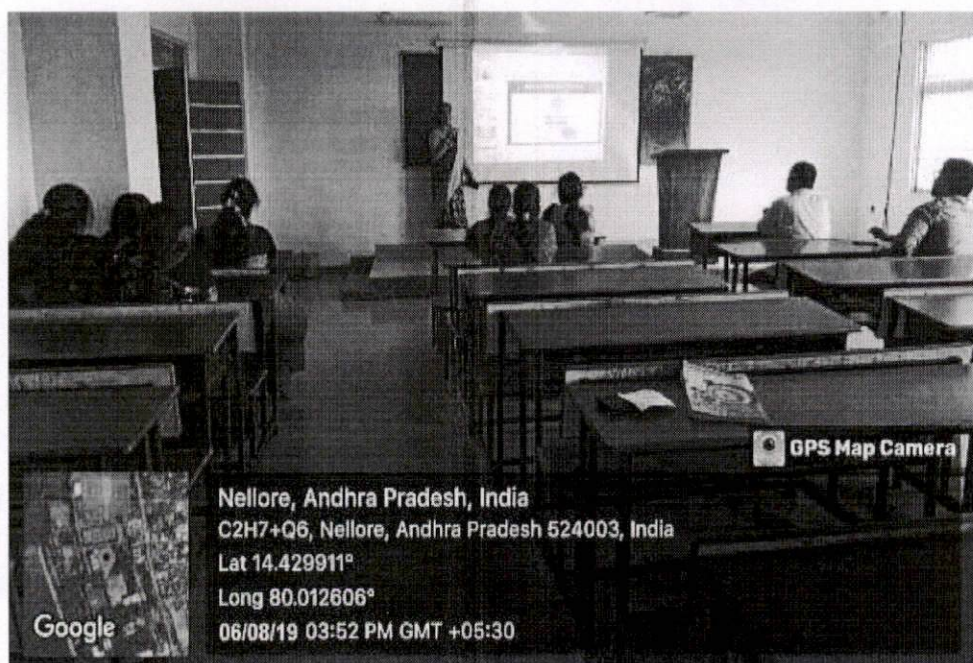 GPS Map Camera
Nellore, Andhra Pradesh, India
C2H7+Q6, Nellore, Andhra Pradesh 524003, India
Lat 14.429911°
Long 80.012606°
06/08/19 03:52 PM GMT +05:30
Google